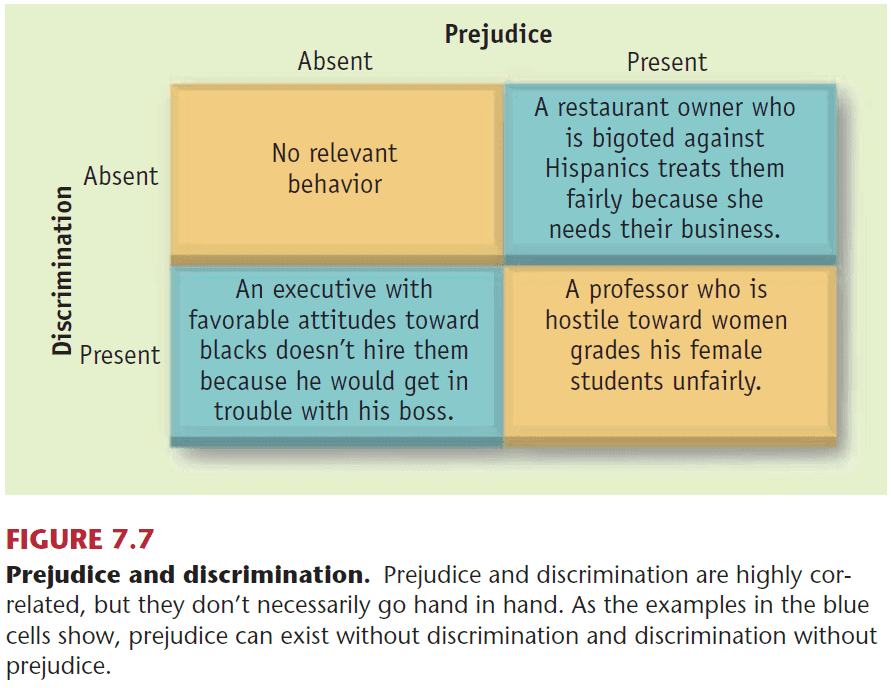 Prejudice
Absent
Present
Discrimination
Absent
No relevant
behavior
A restaurant owner who
is bigoted against
Hispanics treats them
fairly because she
needs their business.
Present
An executive with
favorable attitudes toward
blacks doesn’t hire them
because he would get in
trouble with his boss.
A professor who is
hostile toward women
grades his female
students unfairly.
FIGURE 7.7
Prejudice and discrimination. Prejudice and discrimination are highly cor-
related, but they don’t necessarily go hand in hand. As the examples in the blue
cells show, prejudice can exist without discrimination and discrimination without
prejudice.